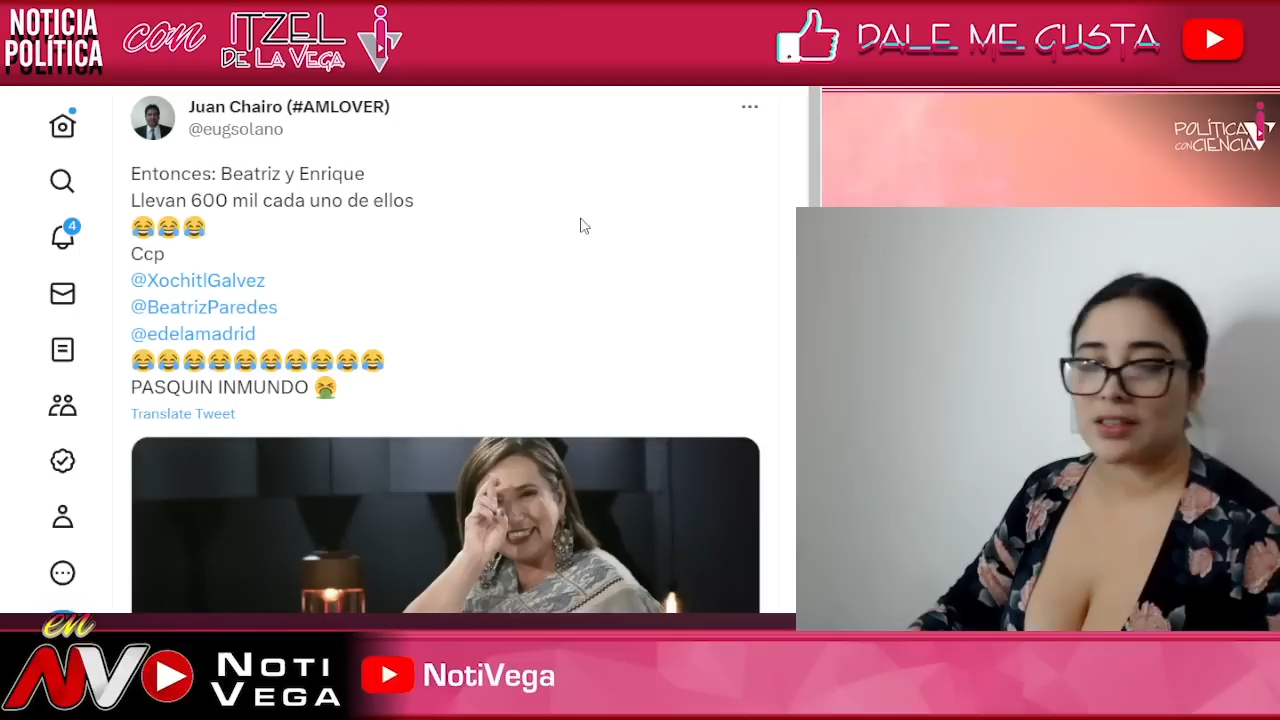 NOTICIA
POLÍTICA
con
ITZEL
DE LA VEGA
DALE ME GUSTA
Juan Chairo (#AMLOVER)
@eugsolano
Entonces: Beatriz y Enrique
Llevan 600 mil cada uno de ellos
😂😂😂
Ccp
@XochitlGalvez
@BeatrizParedes
@edelamadrid
😂😂😂😂😂😂😂😂😂😂
PASQUIN INMUNDO 🤮
Translate Tweet
4
POLÍTICA
CON CIENCIA
en
NV
NOTI
VEGA
NotiVega